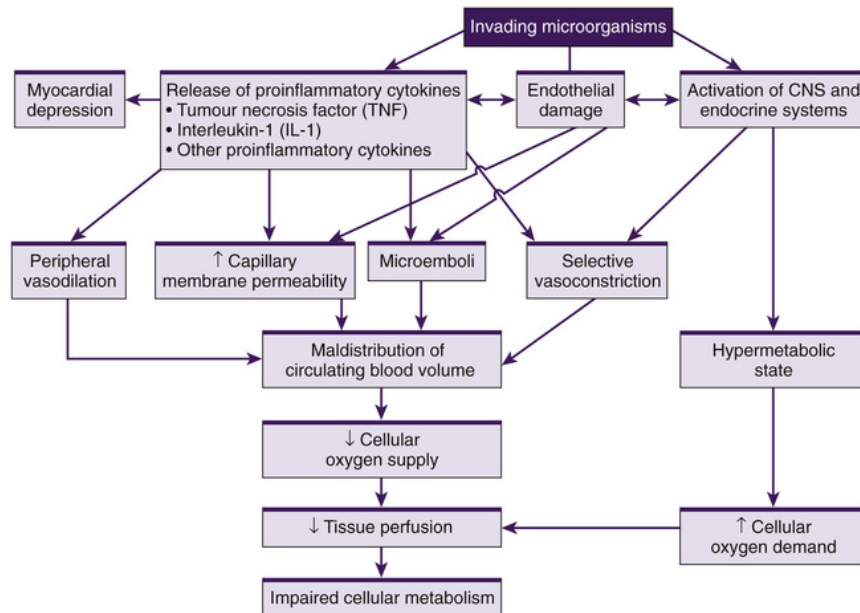 Invading microorganisms
Myocardial
depression
Release of proinflammatory cytokines
• Tumour necrosis factor (TNF)
• Interleukin-1 (IL-1)
• Other proinflammatory cytokines
Endothelial
damage
Activation of CNS and
endocrine systems
Peripheral
vasodilation
↑ Capillary
membrane permeability
Microemboli
Selective
vasoconstriction
Maldistribution of
circulating blood volume
Hypermetabolic
state
↓ Cellular
oxygen supply
↓ Tissue perfusion
↑ Cellular
oxygen demand
Impaired cellular metabolism